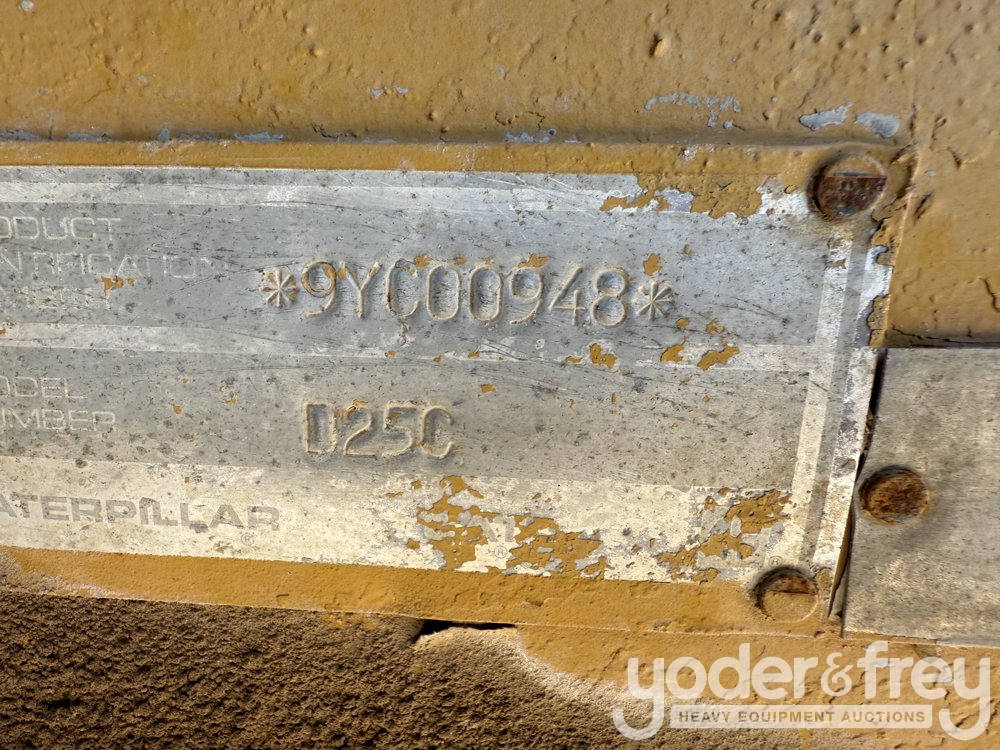 ODUCT
NTIFICATION
*9YC00948*
ODEL
D25C
UMBER
ATERPILLAR
®
®
yoder&frey
HEAVY EQUIPMENT AUCTIONS